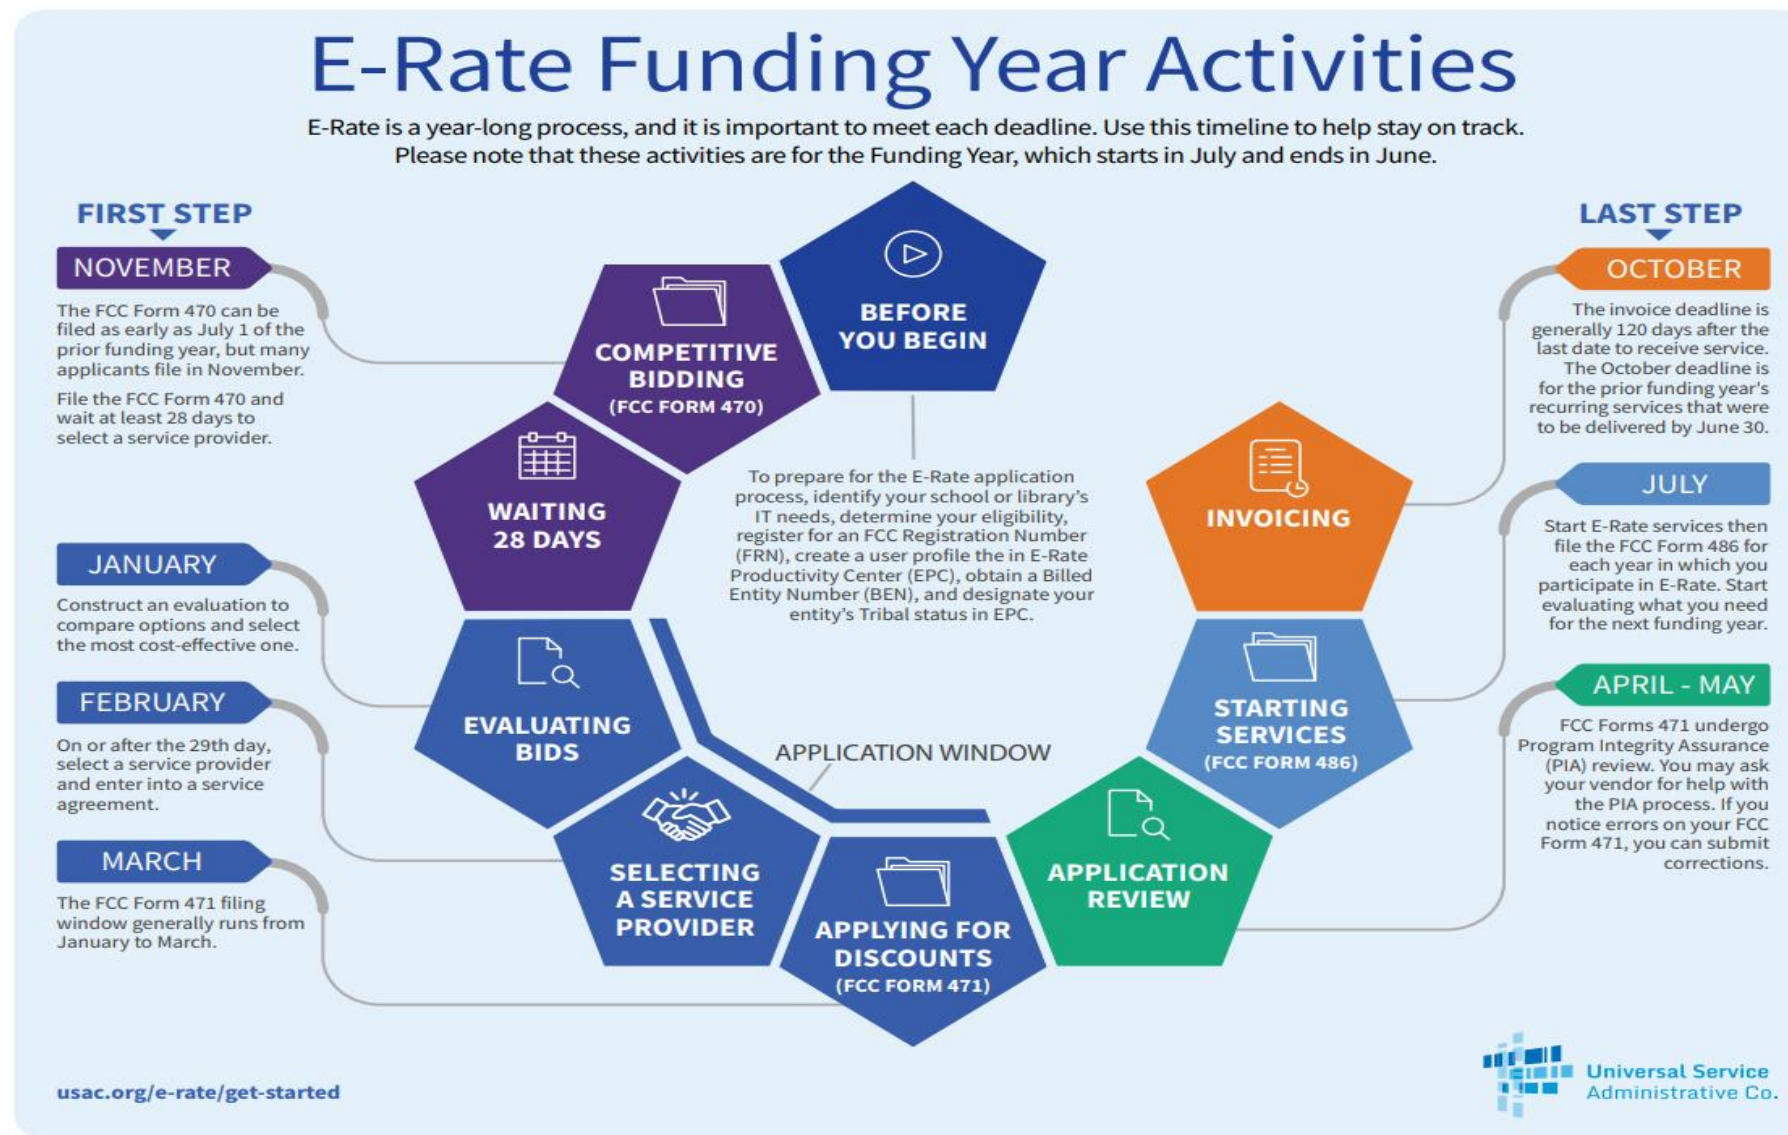 E-Rate Funding Year Activities
E-Rate is a year-long process, and it is important to meet each deadline. Use this timeline to help stay on track.
Please note that these activities are for the Funding Year, which starts in July and ends in June.
FIRST STEP
NOVEMBER
The FCC Form 470 can be
filed as early as July 1 of the
prior funding year, but many
applicants file in November.
File the FCC Form 470 and
wait at least 28 days to
select a service provider.
JANUARY
Construct an evaluation to
compare options and select
the most cost-effective one.
FEBRUARY
On or after the 29th day,
select a service provider
and enter into a service
agreement.
MARCH
The FCC Form 471 filing
window generally runs from
January to March.
BEFORE
YOU BEGIN
To prepare for the E-Rate application
process, identify your school or library's
IT needs, determine your eligibility,
register for an FCC Registration Number
(FRN), create a user profile the in E-Rate
Productivity Center (EPC), obtain a Billed
Entity Number (BEN), and designate your
entity's Tribal status in EPC.
COMPETITIVE
BIDDING
(FCC FORM 470)
WAITING
28 DAYS
EVALUATING
BIDS
SELECTING
A SERVICE
PROVIDER
APPLICATION WINDOW
APPLYING FOR
DISCOUNTS
(FCC FORM 471)
APPLICATION
REVIEW
STARTING
SERVICES
(FCC FORM 486)
INVOICING
LAST STEP
OCTOBER
The invoice deadline is
generally 120 days after the
last date to receive service.
The October deadline is
for the prior funding year's
recurring services that were
to be delivered by June 30.
JULY
Start E-Rate services then
file the FCC Form 486 for
each year in which you
participate in E-Rate. Start
evaluating what you need
for the next funding year.
APRIL - MAY
FCC Forms 471 undergo
Program Integrity Assurance
(PIA) review. You may ask
your vendor for help with
the PIA process. If you
notice errors on your FCC
Form 471, you can submit
corrections.
usac.org/e-rate/get-started
Universal Service
Administrative Co.